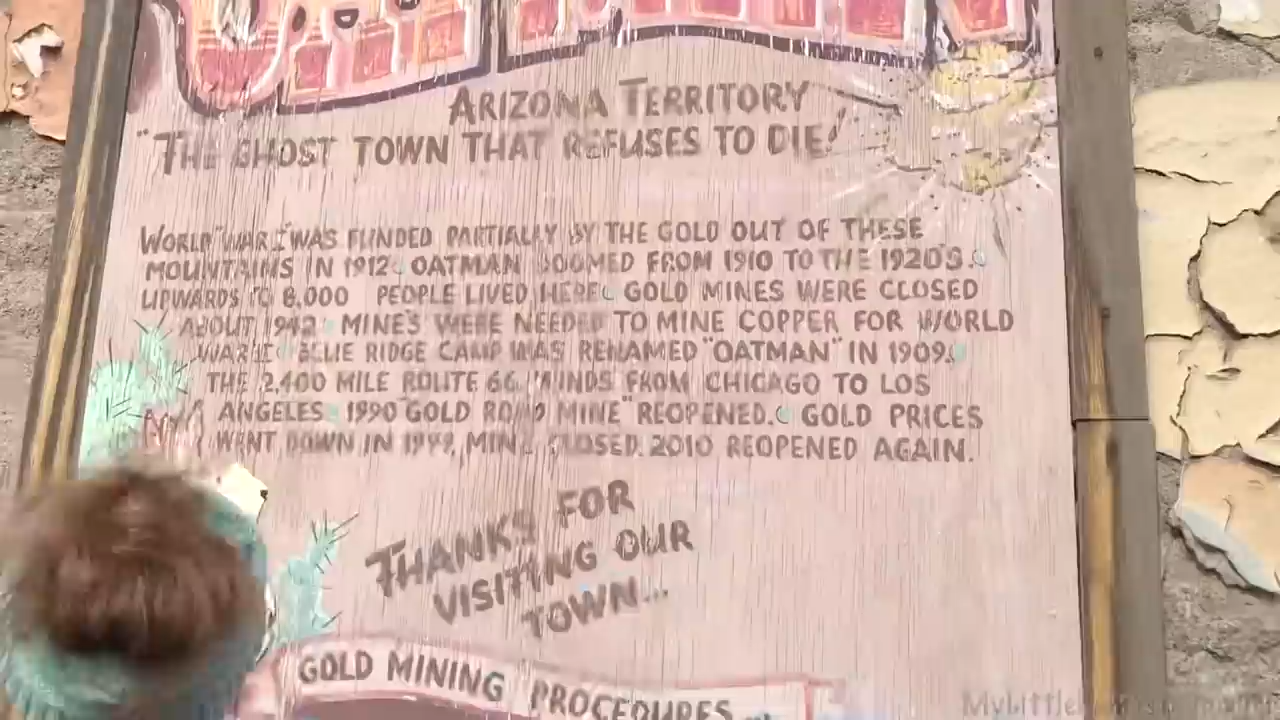 ARIZONA TERRITORY
"THE GHOST TOWN THAT REFUSES TO DIE!"
WORLD WAR I WAS FUNDED PARTIALLY BY THE GOLD OUT OF THESE
MOUNTAINS IN 1912. OATMAN BOOMED FROM 1910 TO THE 1920'S.
UPWARDS TO 8,000 PEOPLE LIVED HERE. GOLD MINES WERE CLOSED
ABOUT 1942. MINES WERE NEEDED TO MINE COPPER FOR WORLD
WAR II. BLUE RIDGE CAMP WAS RENAMED "OATMAN" IN 1909.
THE 2,400 MILE ROUTE 66 WINDS FROM CHICAGO TO LOS
ANGELES. 1990 "GOLD ROAD MINE" REOPENED. GOLD PRICES
WENT DOWN IN MINE CLOSED. 2010 REOPENED AGAIN.
THANKS FOR
VISITING OUR
TOWN...
GOLD MINING PROCEDURES...